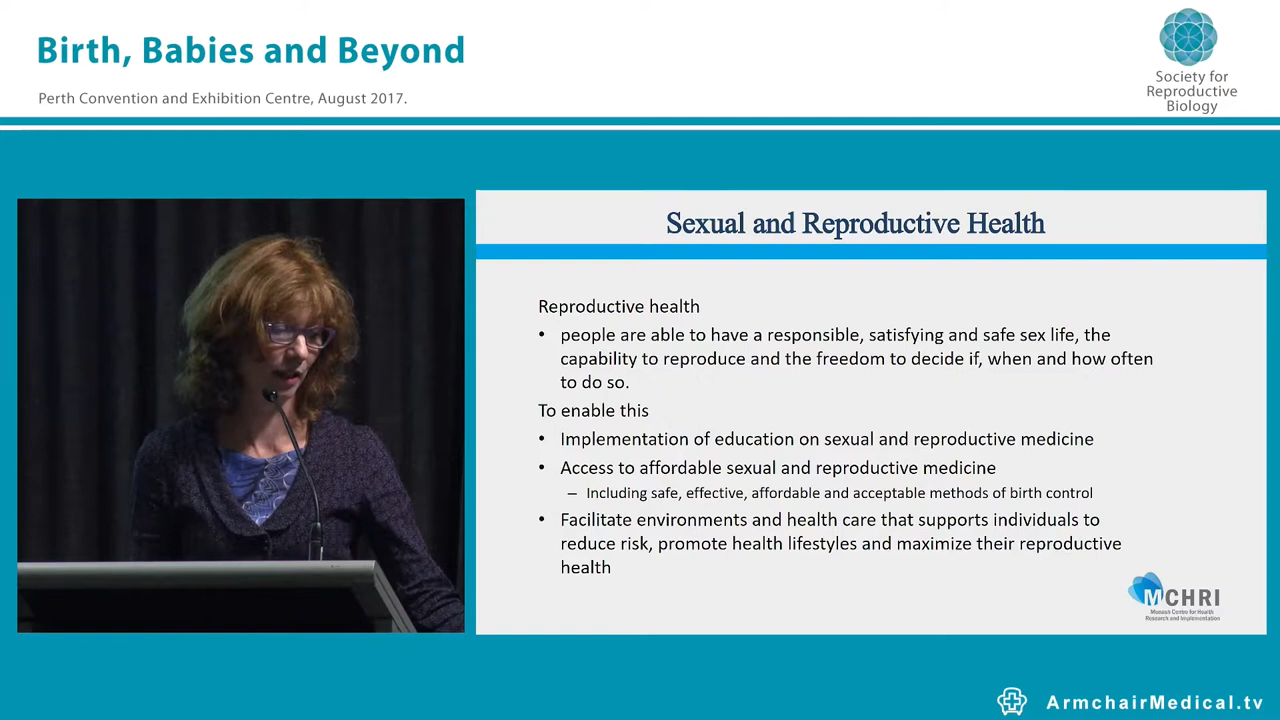 Birth, Babies and Beyond
Perth Convention and Exhibition Centre, August 2017.
Society for
Reproductive
Biology
Sexual and Reproductive Health
Reproductive health
• people are able to have a responsible, satisfying and safe sex life, the
capability to reproduce and the freedom to decide if, when and how often
to do so.
To enable this
• Implementation of education on sexual and reproductive medicine
• Access to affordable sexual and reproductive medicine
– Including safe, effective, affordable and acceptable methods of birth control
• Facilitate environments and health care that supports individuals to
reduce risk, promote health lifestyles and maximize their reproductive
health
MCHRI
Monash Centre for Health
Research and Implementation
ArmchairMedical.tv